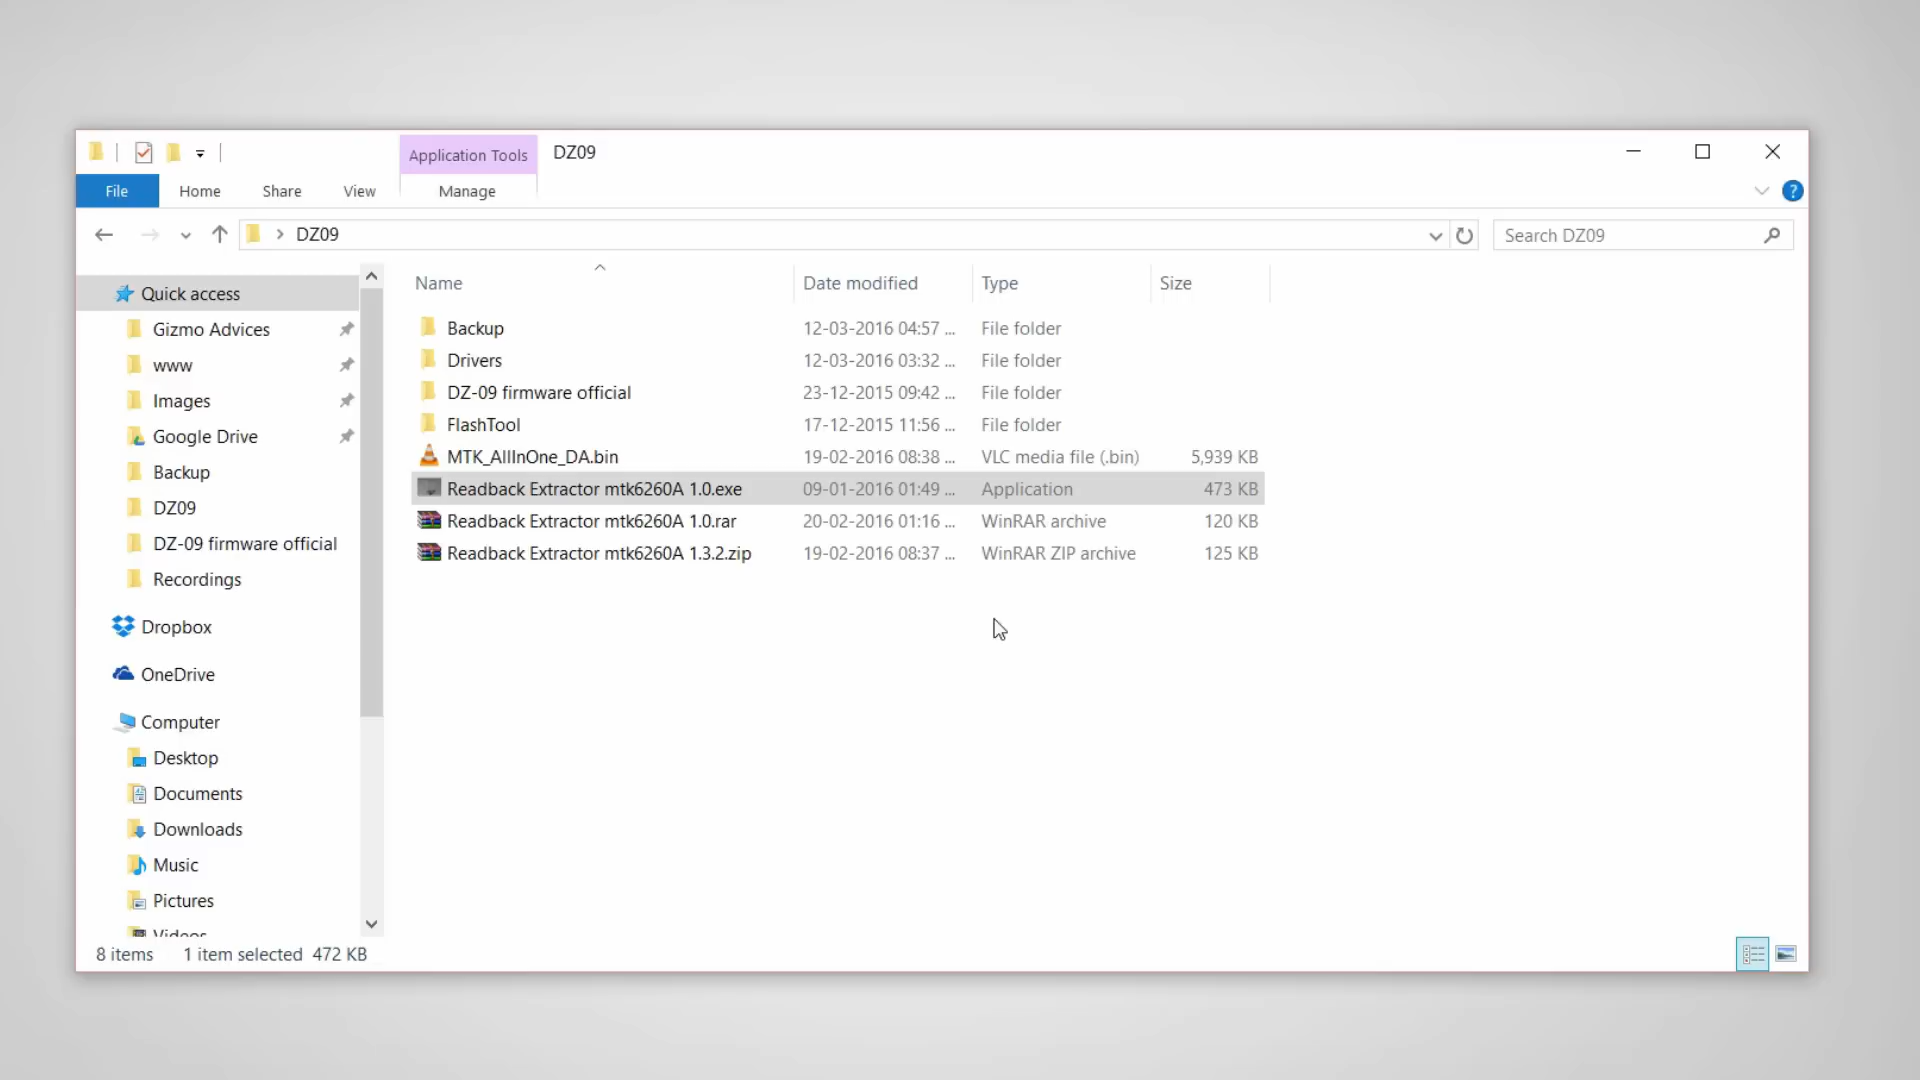 Application Tools DZ09
File Home Share View Manage ?
DZ09 Search DZ09
Name Date modified Type Size
Quick access
Gizmo Advices
www
Images
Google Drive
Backup
DZ09
DZ-09 firmware official
Recordings
Dropbox
OneDrive
Computer
Desktop
Documents
Downloads
Music
Pictures
Videos
Backup 12-03-2016 04:57 ... File folder
Drivers 12-03-2016 03:32 ... File folder
DZ-09 firmware official 23-12-2015 09:42 ... File folder
FlashTool 17-12-2015 11:56 ... File folder
MTK_AllInOne_DA.bin 19-02-2016 08:38 ... VLC media file (.bin) 5,939 KB
Readback Extractor mtk6260A 1.0.exe 09-01-2016 01:49 ... Application 473 KB
Readback Extractor mtk6260A 1.0.rar 20-02-2016 01:16 ... WinRAR archive 120 KB
Readback Extractor mtk6260A 1.3.2.zip 19-02-2016 08:37 ... WinRAR ZIP archive 125 KB
8 items 1 item selected 472 KB